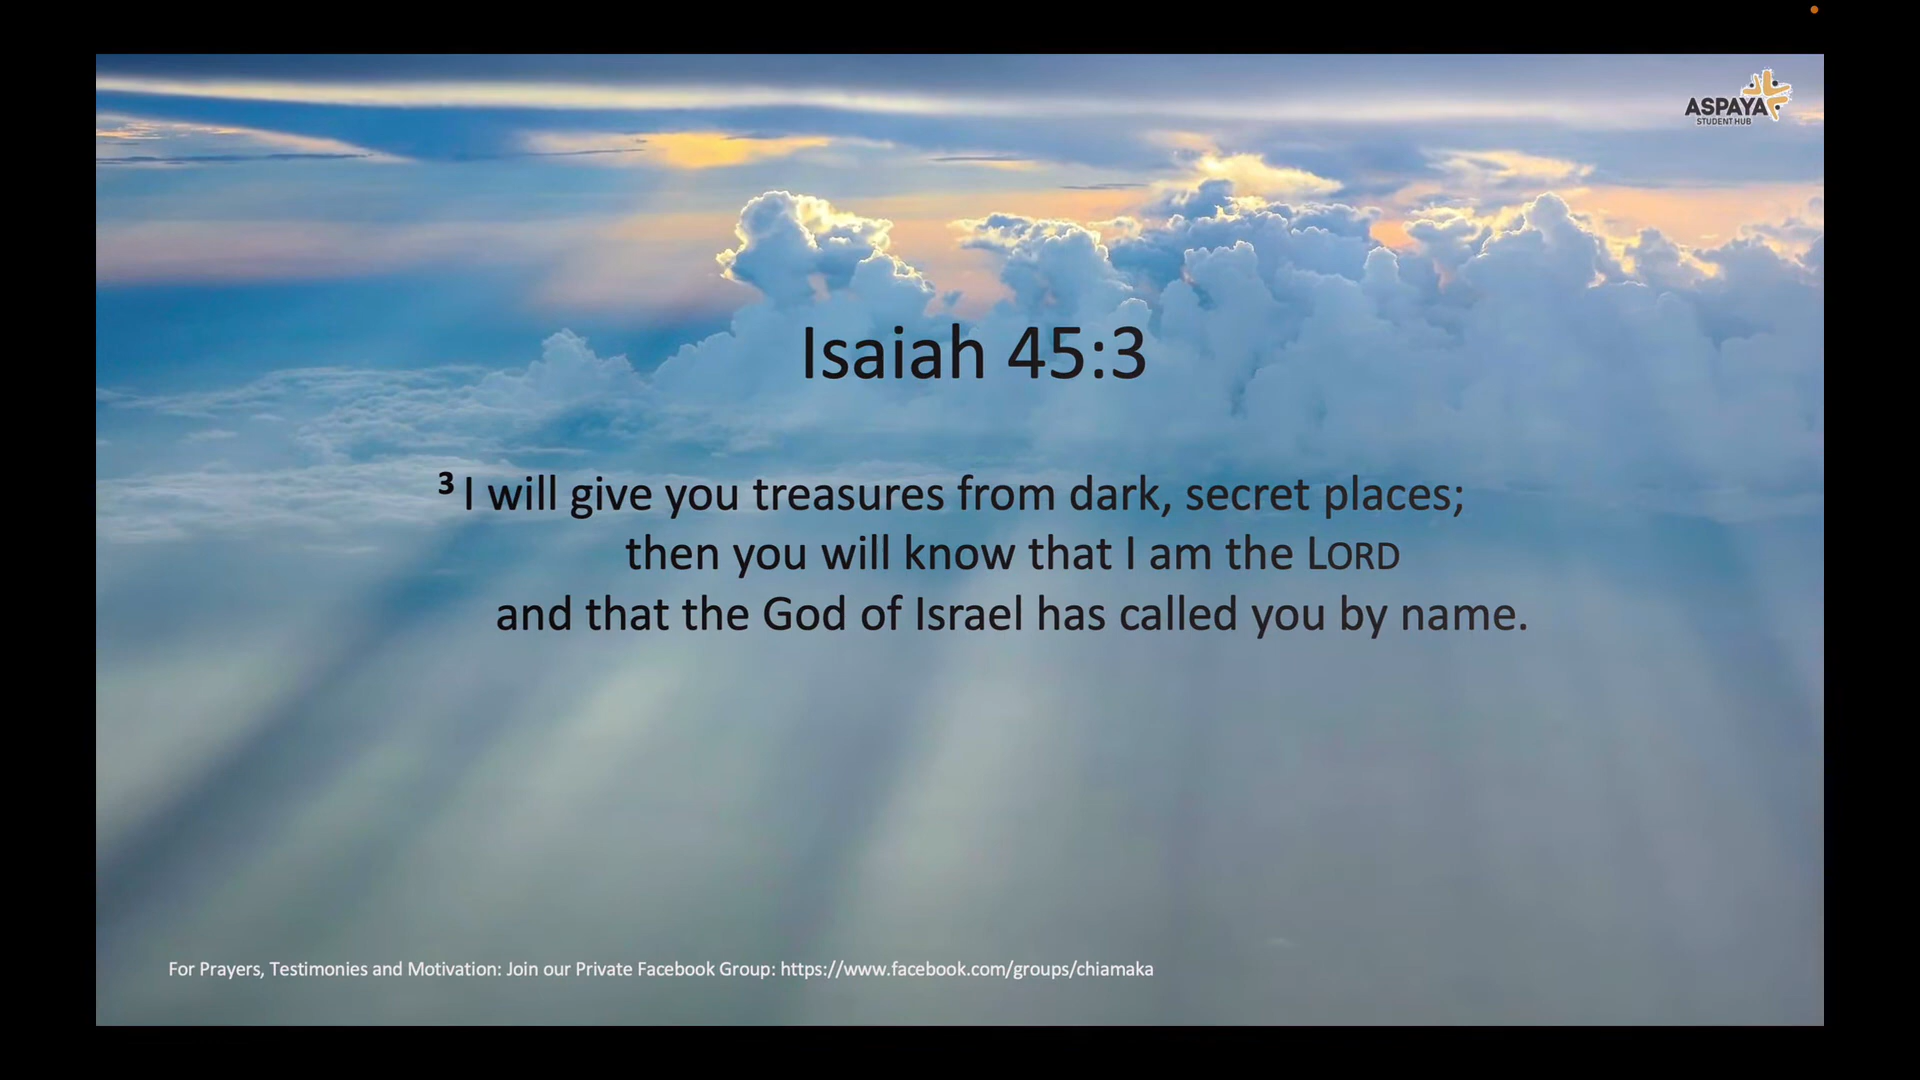 ASPAYA
STUDENT HUB
Isaiah 45:3
3 I will give you treasures from dark, secret places;
then you will know that I am the LORD
and that the God of Israel has called you by name.
For Prayers, Testimonies and Motivation: Join our Private Facebook Group: https://www.facebook.com/groups/chiamaka